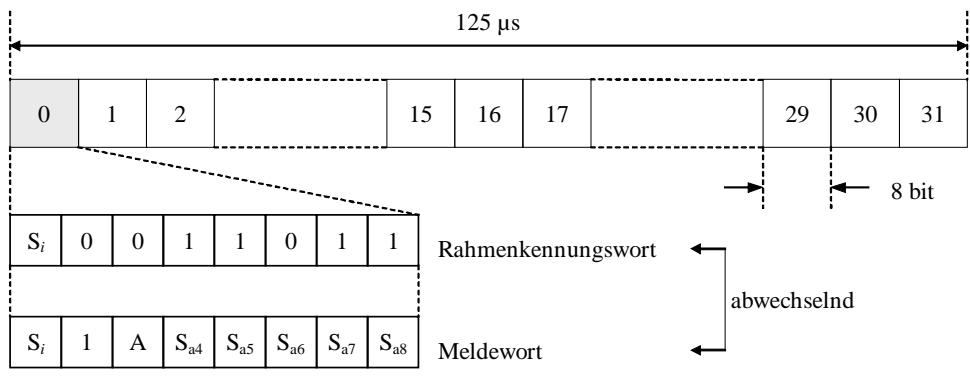 125 µs
0 1 2 15 16 17 29 30 31
8 bit
Sᵢ 0 0 1 1 0 1 1 Rahmenkennungswort
abwechselnd
Sᵢ 1 A Sₐ₄ Sₐ₅ Sₐ₆ Sₐ₇ Sₐ₈ Meldewort